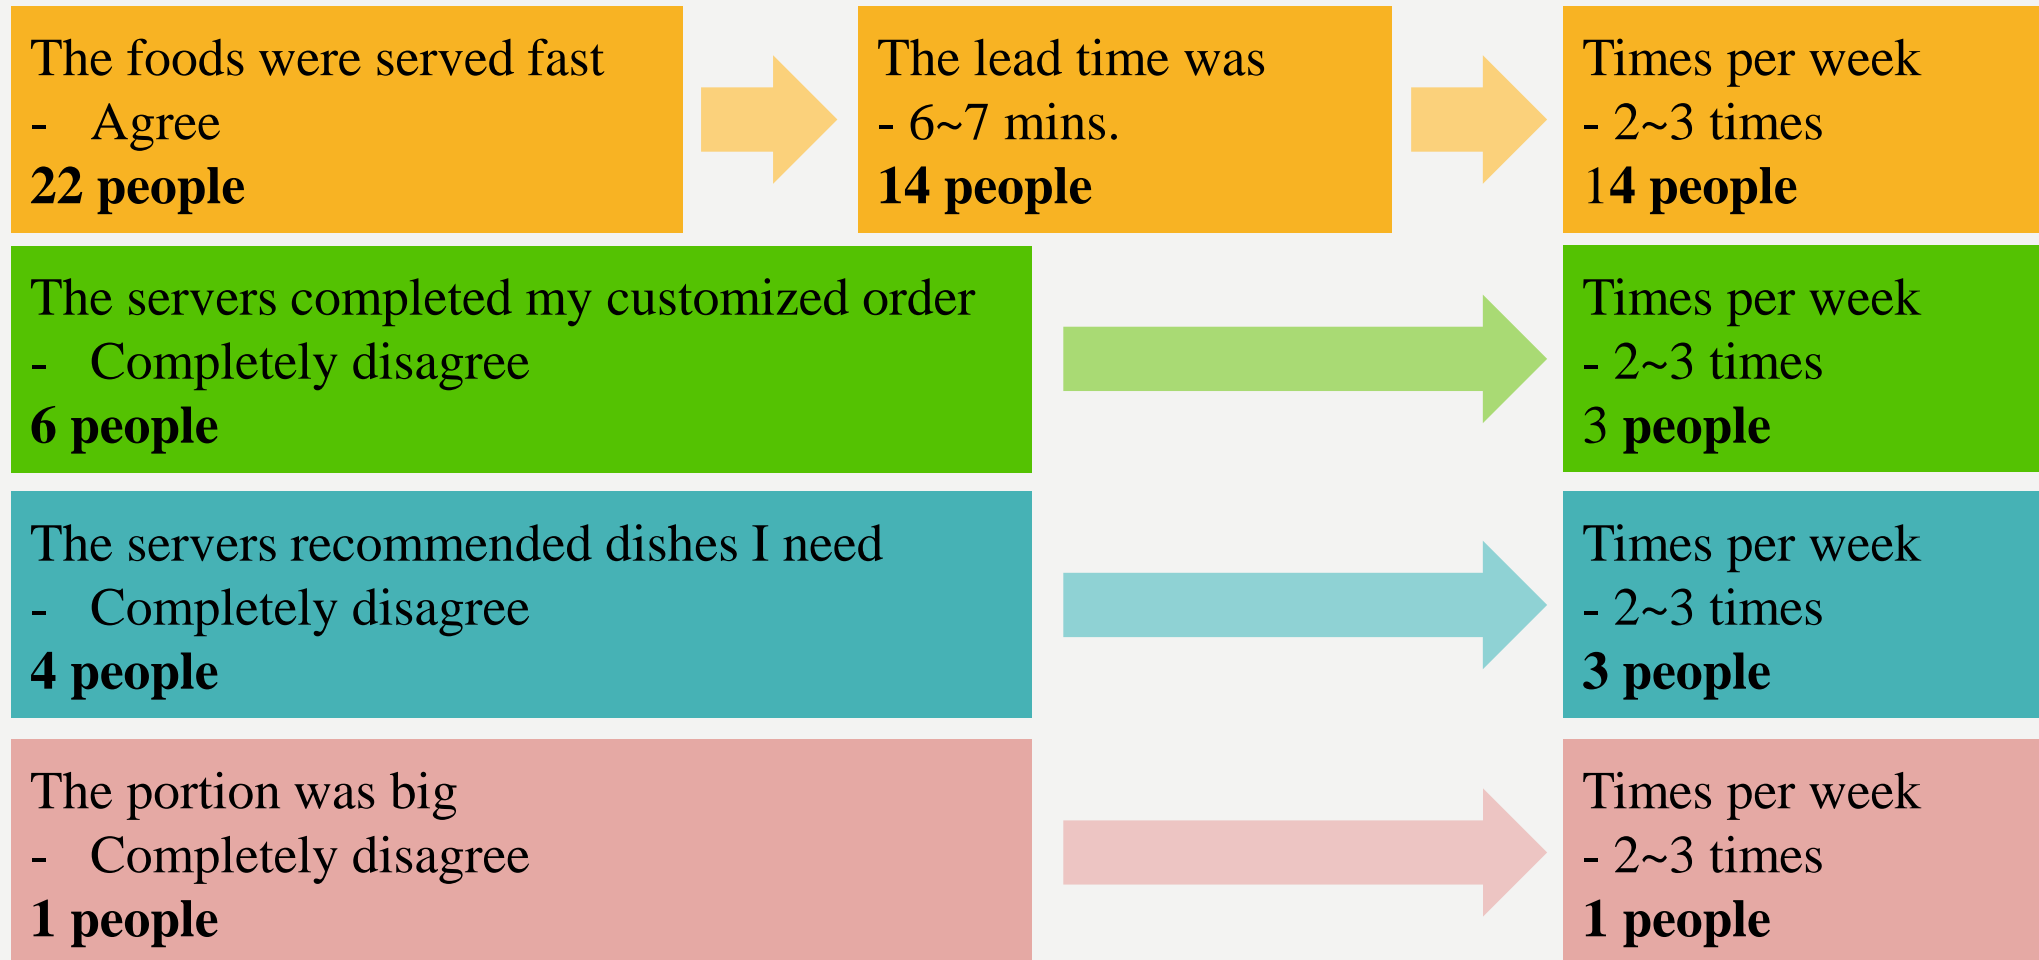 The foods were served fast
- Agree
22 people
The lead time was
- 6~7 mins.
14 people
Times per week
- 2~3 times
14 people
The servers completed my customized order
- Completely disagree
6 people
Times per week
- 2~3 times
3 people
The servers recommended dishes I need
- Completely disagree
4 people
Times per week
- 2~3 times
3 people
The portion was big
- Completely disagree
1 people
Times per week
- 2~3 times
1 people